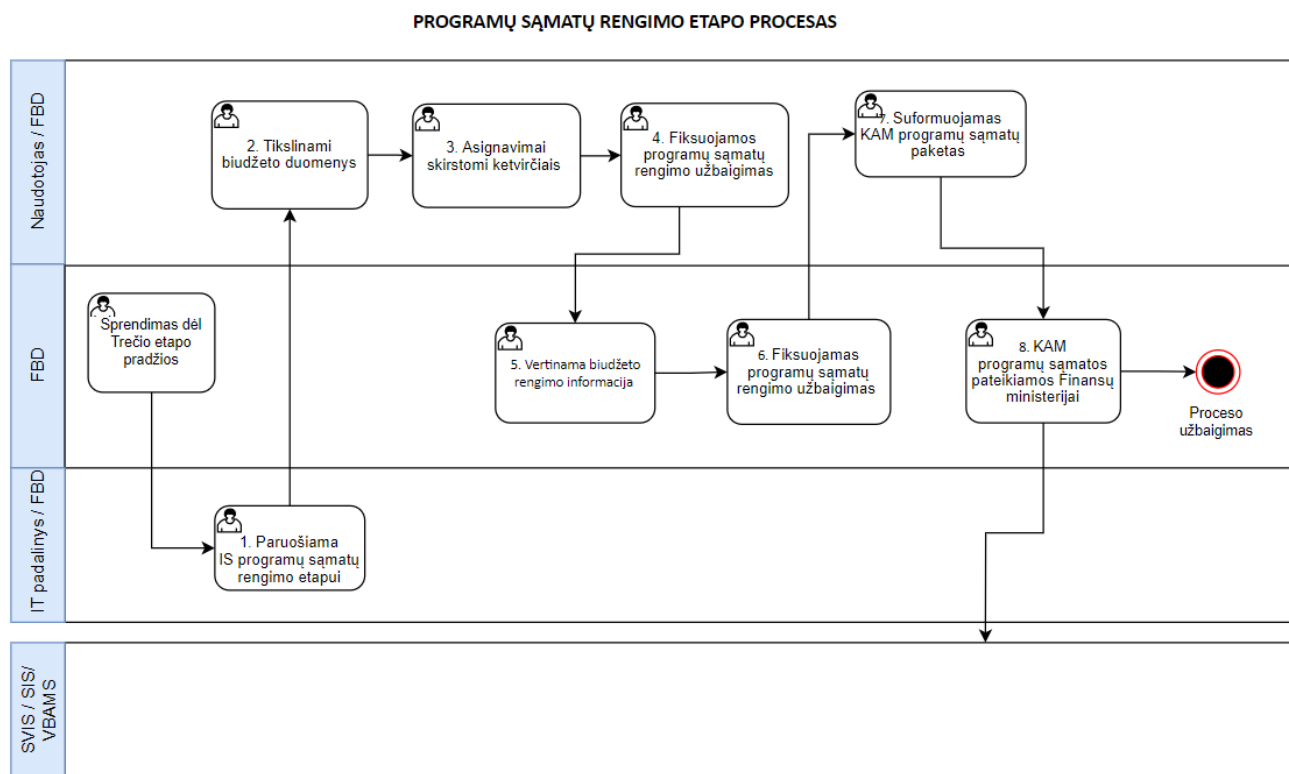 PROGRAMŲ SĄMATŲ RENGIMO ETAPO PROCESAS
Naudotojas / FBD
2. Tikslinami
biudžeto duomenys
3. Asignavimai
skirstomi ketvirčiais
4. Fiksuojamos
programų sąmatų
rengimo užbaigimas
7. Suformuojamas
KAM programų sąmatų
paketas
FBD
Sprendimas dėl
Trečio etapo
pradžios
5. Vertinama biudžeto
rengimo informacija
6. Fiksuojamas
programų sąmatų
rengimo užbaigimas
8. KAM
programų sąmatos
pateikiamos Finansų
ministerijai
Proceso
užbaigimas
IT padalinys / FBD
1. Paruošiama
IS programų sąmatų
rengimo etapui
SVIS / SIS/
VBAMS